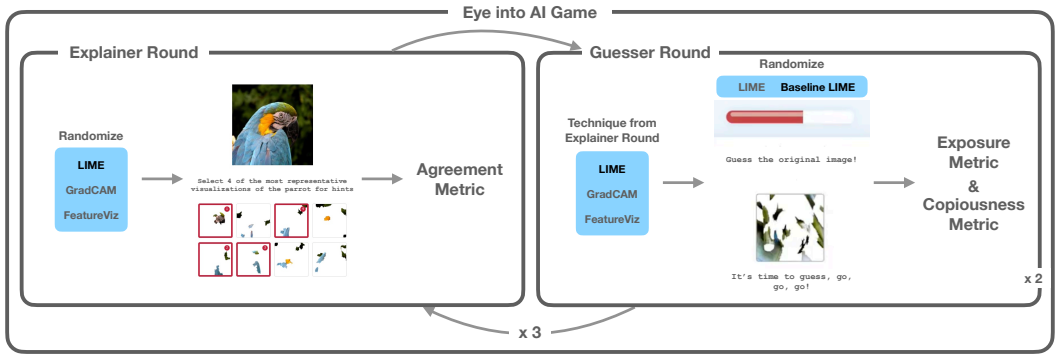 Eye into AI Game
Explainer Round
Randomize
LIME
GradCAM
FeatureViz
Select 4 of the most representative
visualizations of the parrot for hints
Agreement
Metric
Guesser Round
Technique from
Explainer Round
LIME
GradCAM
FeatureViz
Randomize
LIME Baseline LIME
Guess the original image!
It's time to guess, go,
go, go!
Exposure
Metric
&
Copiousness
Metric
x 2
x 3